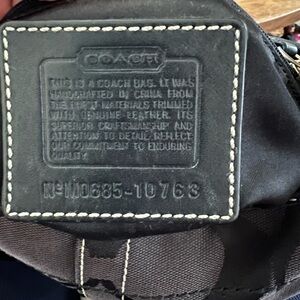 COACH
THIS IS A COACH BAG. IT WAS
HANDCRAFTED IN CHINA FROM
THE FINEST MATERIALS TRIMMED
WITH GENUINE LEATHER. ITS
SUPERIOR CRAFTSMANSHIP AND
ATTENTION TO DETAIL REFLECT
OUR COMMITMENT TO ENDURING
QUALITY.
Nº M0685-10763